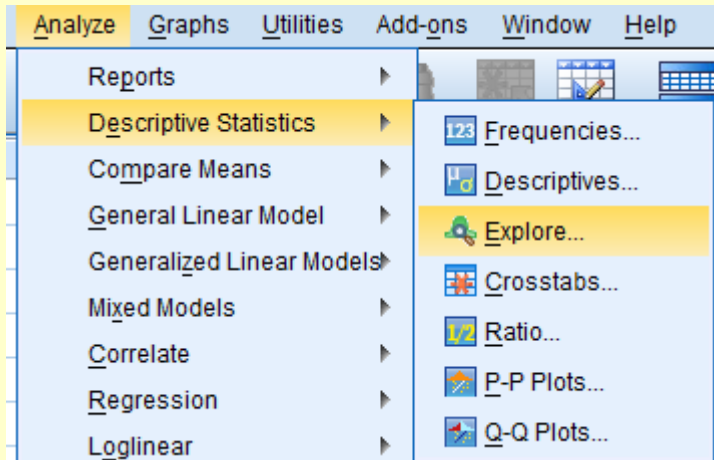 Analyze Graphs Utilities Add-ons Window Help
Reports
Descriptive Statistics
Compare Means
General Linear Model
Generalized Linear Models
Mixed Models
Correlate
Regression
Loglinear
123 Frequencies...
μσ Descriptives...
Explore...
Crosstabs...
1/2 Ratio...
P-P Plots...
Q-Q Plots...